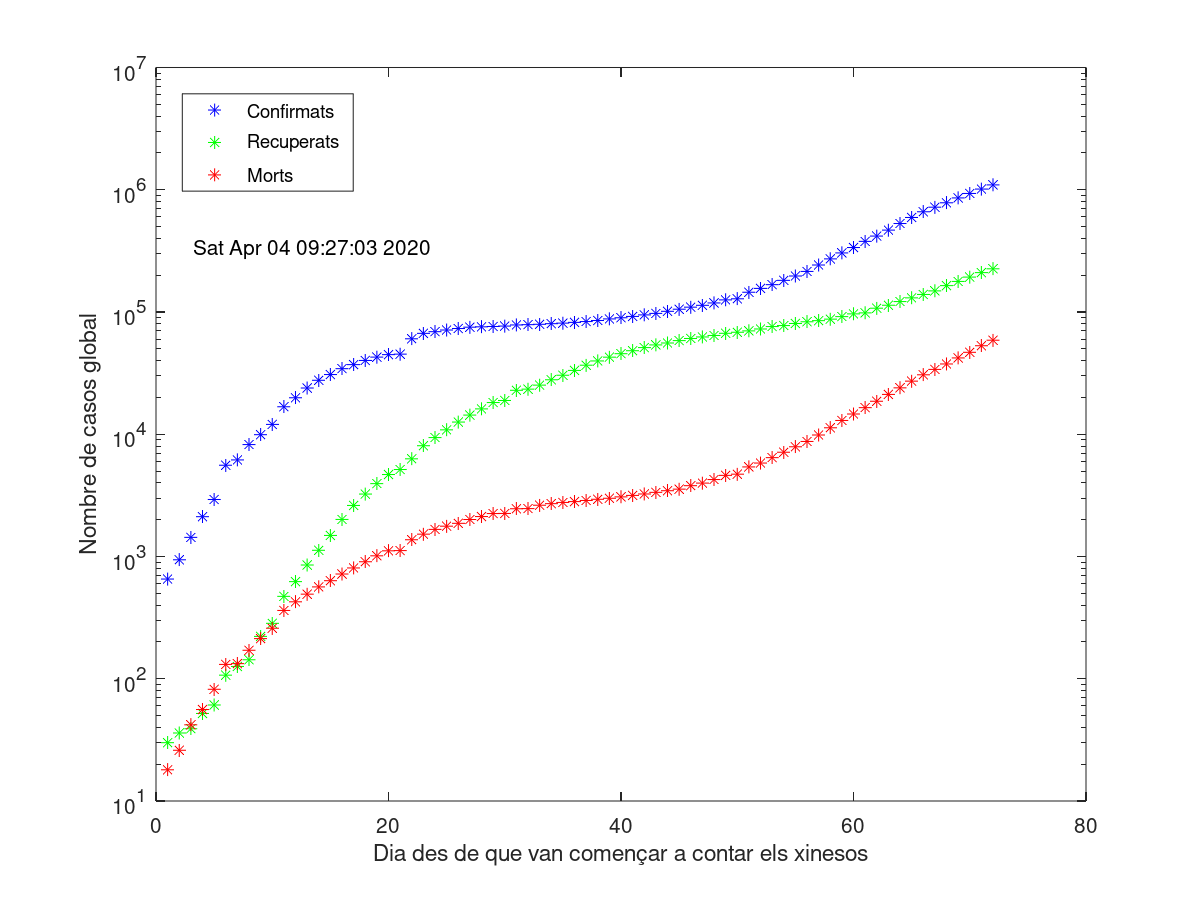 10^7
Confirmats
Recuperats
Morts
10^6
Sat Apr 04 09:27:03 2020
10^5
Nombre de casos global
10^4
10^3
10^2
10^1
0 20 40 60 80
Dia des de que van començar a contar els xinesos